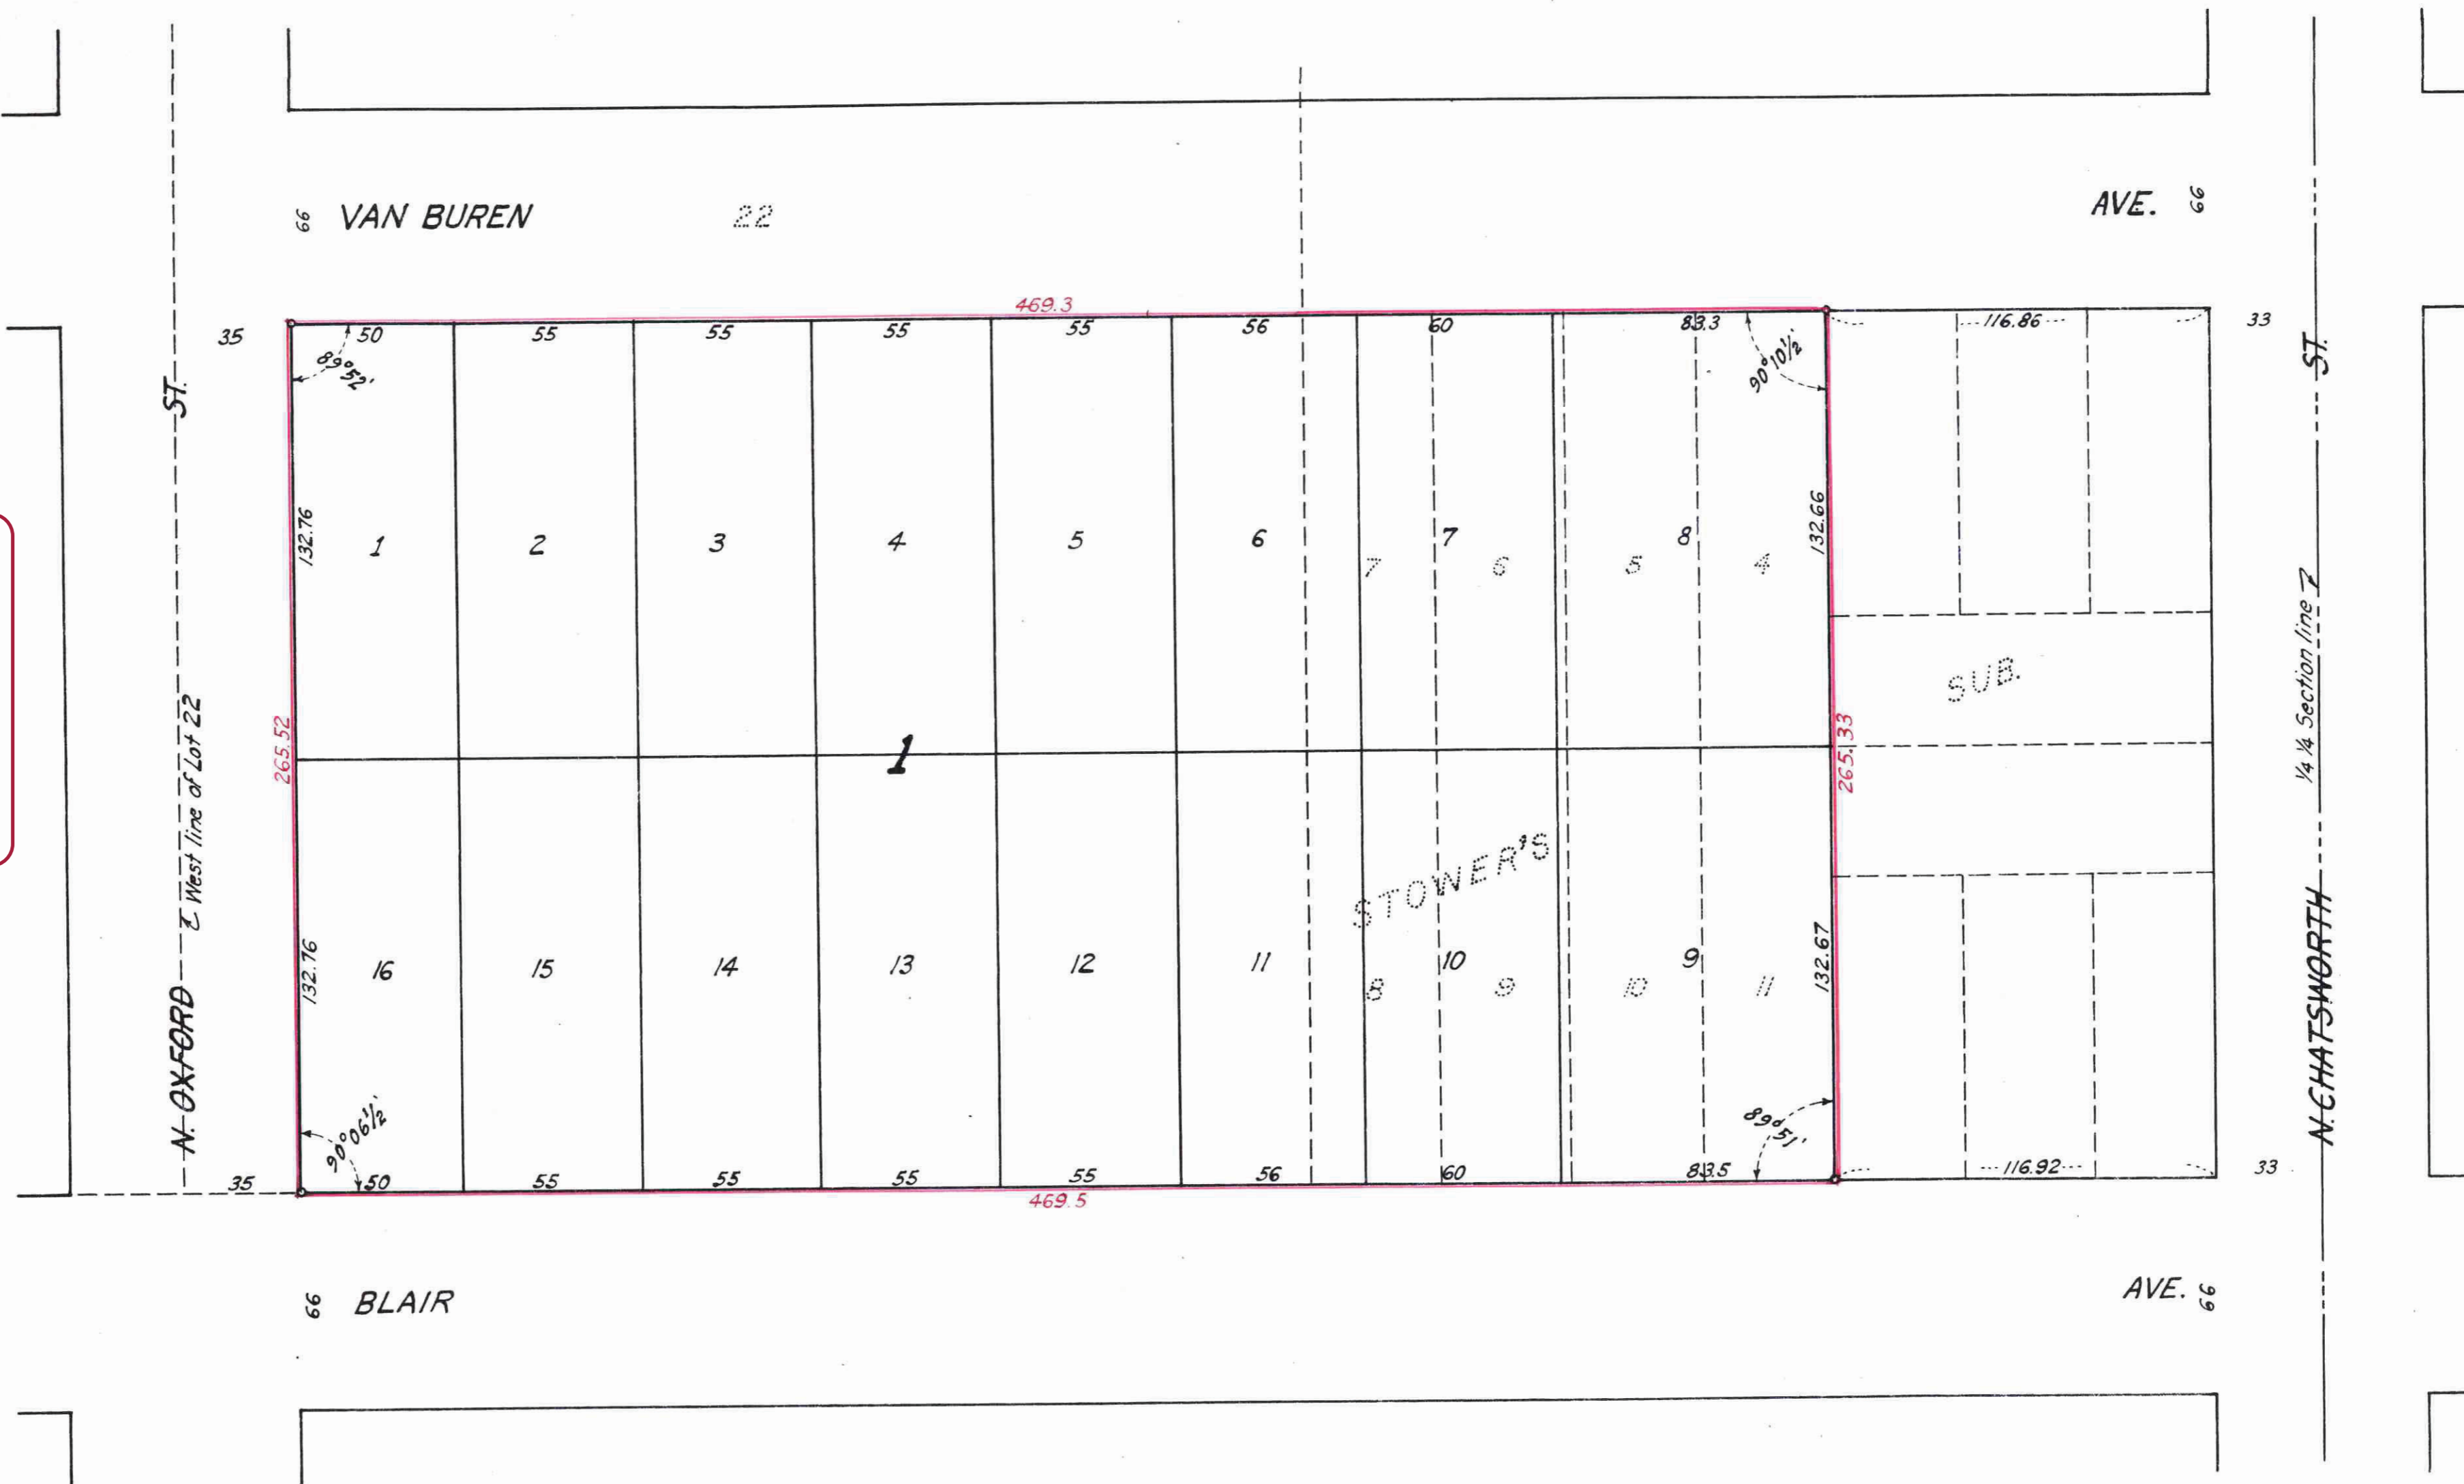 66 VAN BUREN 22 AVE. 66
469.3
35 50 55 55 55 55 56 60 83.3 116.86 33
89°52' 90°10½'
ST. ST.
132.76 1 2 3 4 5 6 7 8 132.66
7 6 5 4
SUB.
¼ ¼ Section line
West line of Lot 22
265.52 1 265.33
STOWER'S
132.76 16 15 14 13 12 11 10 9 132.67
8 9 10 11
N. OXFORD N. CHATSWORTH
90°06½' 89°51'
35 50 55 55 55 55 56 60 83.5 116.92 33
469.5
66 BLAIR AVE. 66